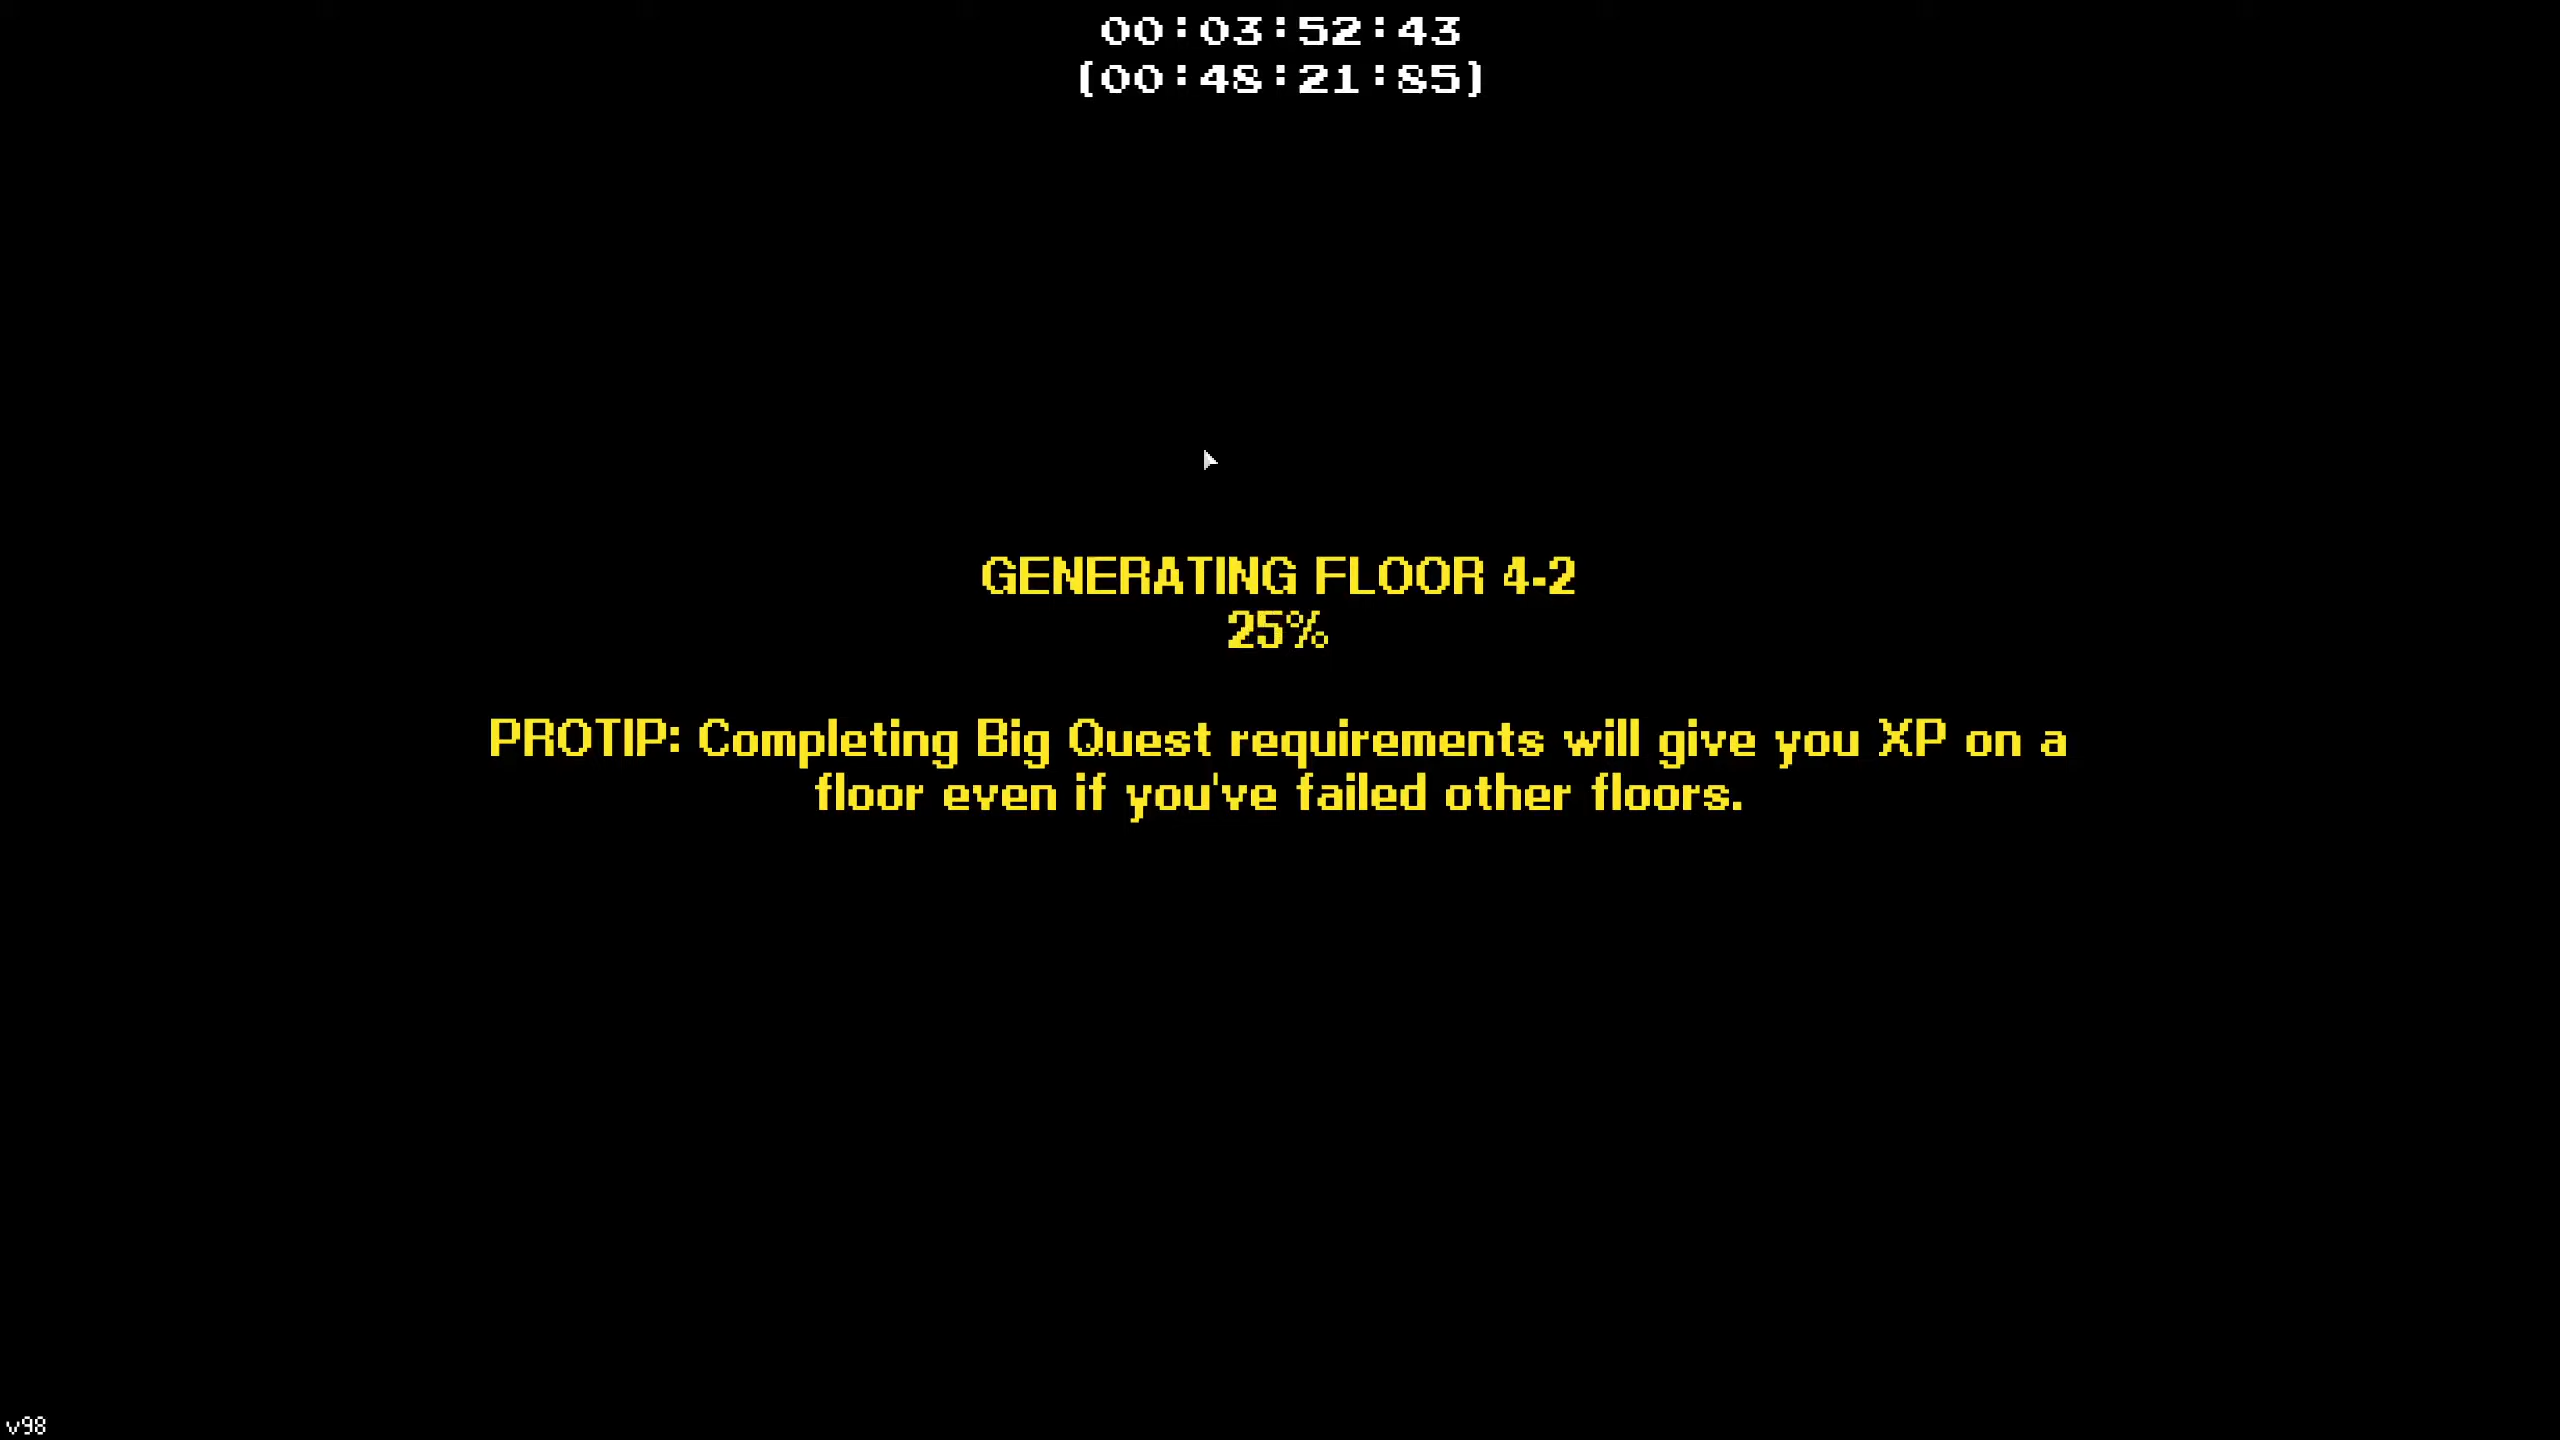 00:03:52:43
(00:48:21:85)
GENERATING FLOOR 4-2
25%
PROTIP: Completing Big Quest requirements will give you XP on a
floor even if you've failed other floors.
v98